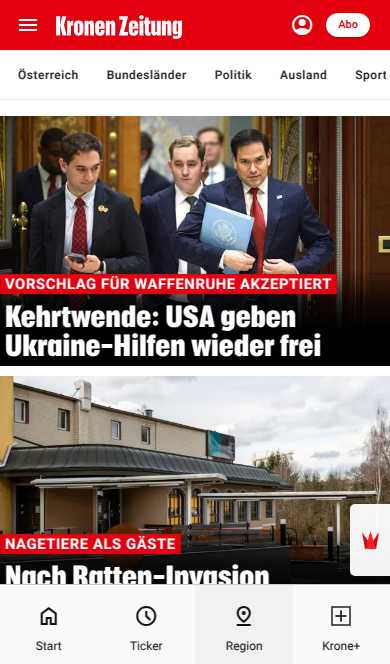 Kronen Zeitung
Abo
Österreich Bundesländer Politik Ausland Sport
VORSCHLAG FÜR WAFFENRUHE AKZEPTIERT
Kehrtwende: USA geben
Ukraine-Hilfen wieder frei
NAGETIERE ALS GÄSTE
Nach Ratten-Invasion
Start Ticker Region Krone+